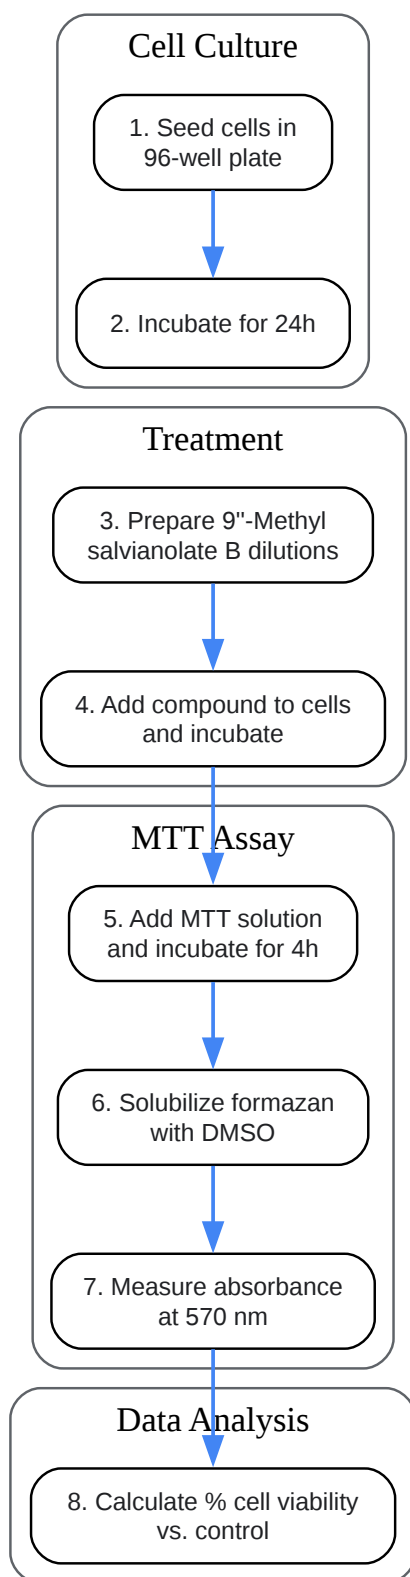 Cell Culture
1. Seed cells in
96-well plate
2. Incubate for 24h
Treatment
3. Prepare 9"-Methyl
salvianolate B dilutions
4. Add compound to cells
and incubate
MTT Assay
5. Add MTT solution
and incubate for 4h
6. Solubilize formazan
with DMSO
7. Measure absorbance
at 570 nm
Data Analysis
8. Calculate % cell viability
vs. control